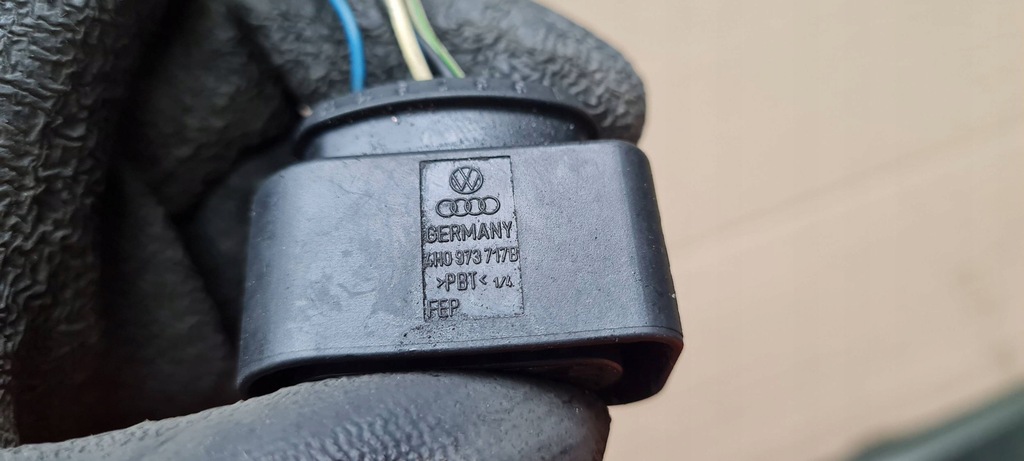 GERMANY
4H0 973 717B
>PBT< 1/4
FEP